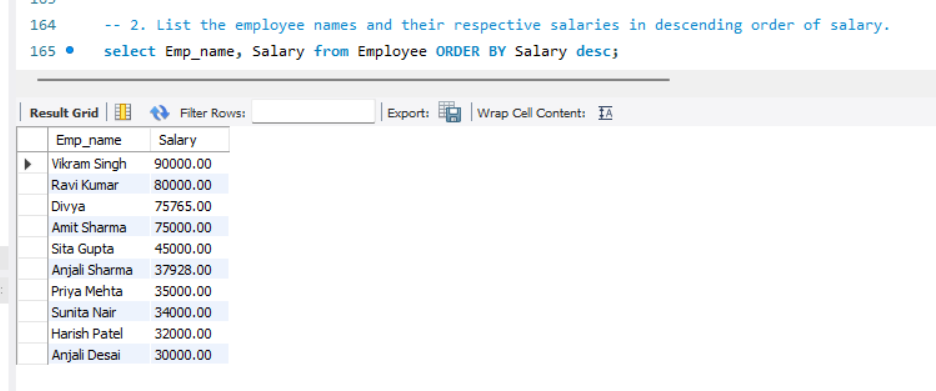 164 -- 2. List the employee names and their respective salaries in descending order of salary.
165 select Emp_name, Salary from Employee ORDER BY Salary desc;
Result Grid Filter Rows: Export: Wrap Cell Content: IA
Emp_name Salary
Vikram Singh 90000.00
Ravi Kumar 80000.00
Divya 75765.00
Amit Sharma 75000.00
Sita Gupta 45000.00
Anjali Sharma 37928.00
Priya Mehta 35000.00
Sunita Nair 34000.00
Harish Patel 32000.00
Anjali Desai 30000.00